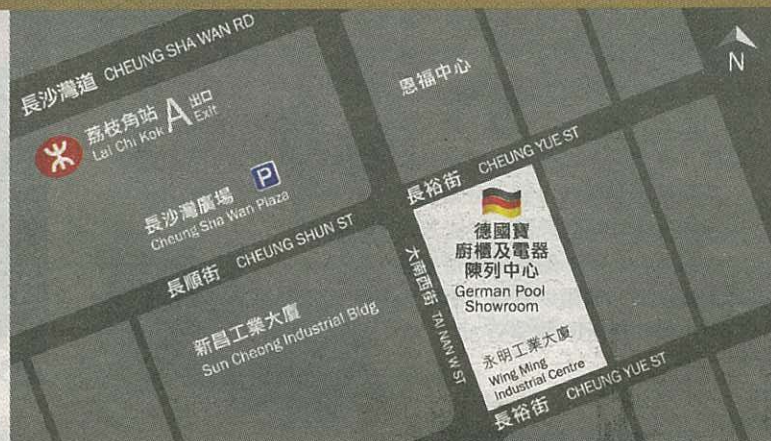 長沙灣道 CHEUNG SHA WAN RD
荔枝角站
Lai Chi Kok
A
出口
Exit
P
長沙灣廣場
Cheung Sha Wan Plaza
長順街 CHEUNG SHUN ST
新昌工業大廈
Sun Cheong Industrial Bldg
恩福中心
N
長裕街 CHEUNG YUE ST
大南西街 TAI NAN W ST
德國寶
廚櫃及電器
陳列中心
German Pool
Showroom
永明工業大廈
Wing Ming
Industrial Centre
長裕街 CHEUNG YUE ST